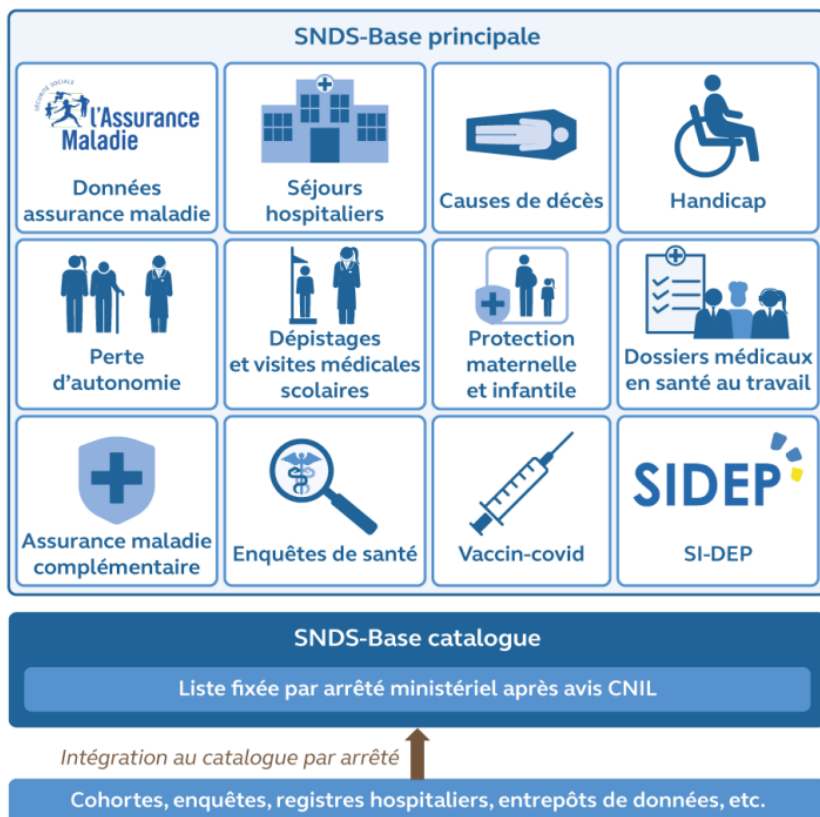 SNDS-Base principale
SÉCURITÉ SOCIALE
l'Assurance
Maladie
Données
assurance maladie
Séjours
hospitaliers
Causes de décès
Handicap
Perte
d'autonomie
Dépistages
et visites médicales
scolaires
Protection
maternelle
et infantile
Dossiers médicaux
en santé au travail
Assurance maladie
complémentaire
Enquêtes de santé
Vaccin-covid
SIDEP
SI-DEP
SNDS-Base catalogue
Liste fixée par arrêté ministériel après avis CNIL
Intégration au catalogue par arrêté
Cohortes, enquêtes, registres hospitaliers, entrepôts de données, etc.